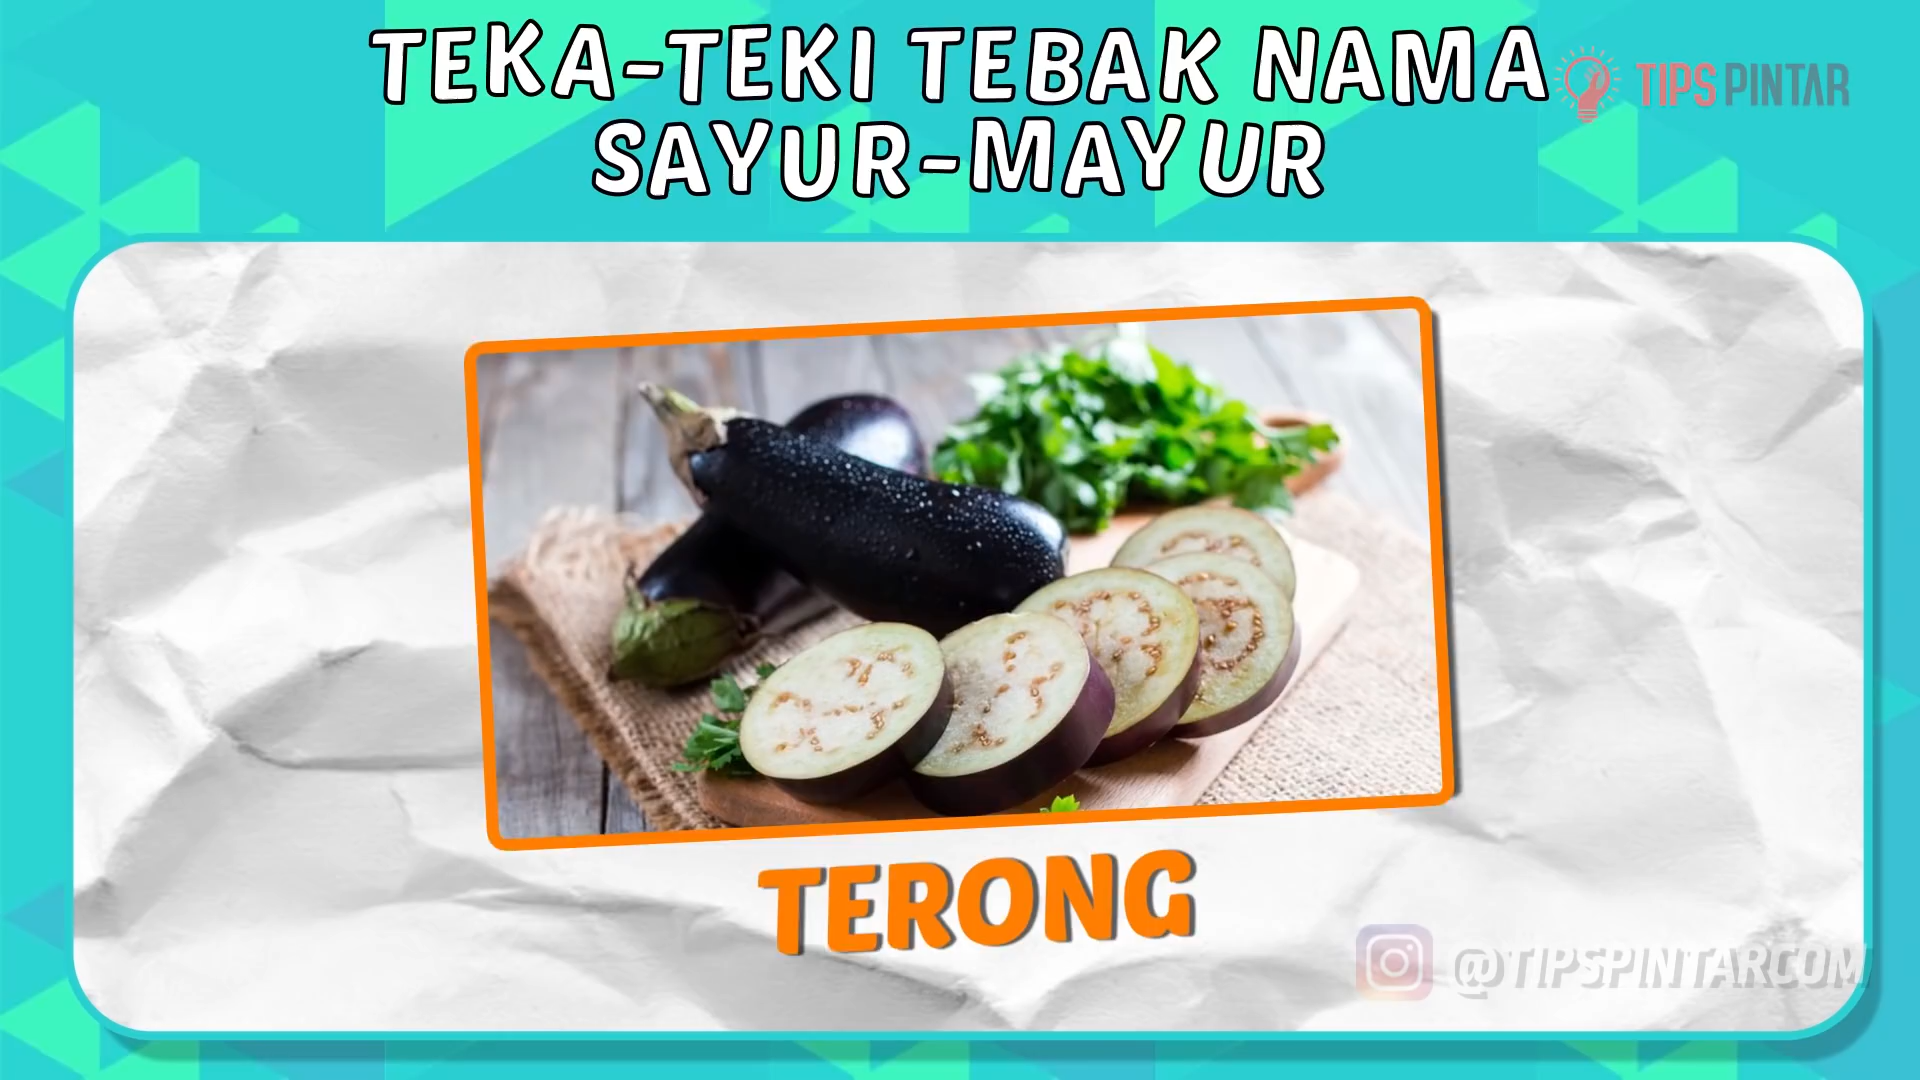 TEKA-TEKI TEBAK NAMA
SAYUR-MAYUR
TIPS PINTAR
TERONG
@TIPSPINTARCOM